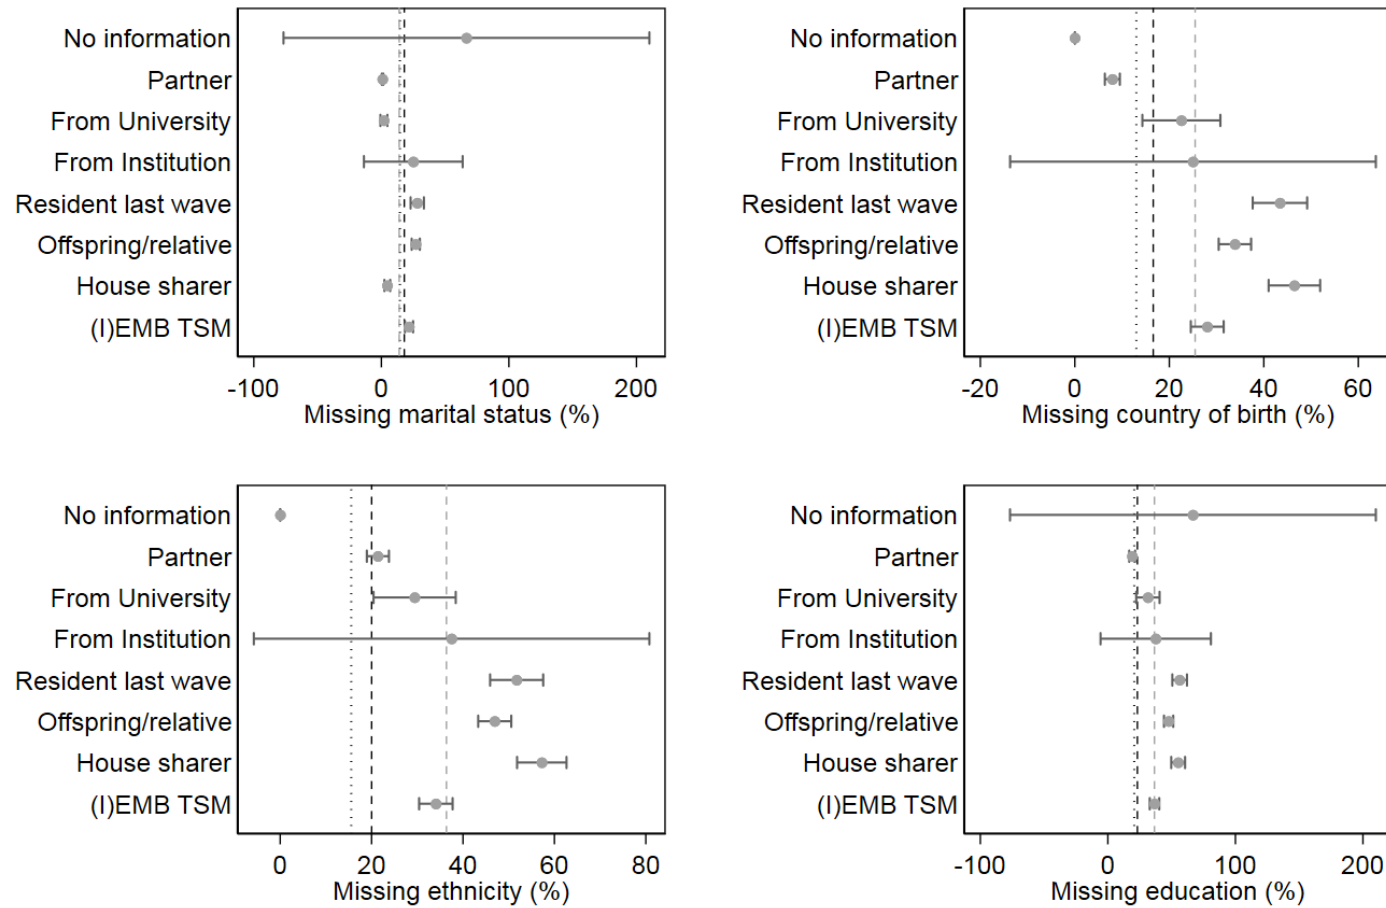 No information
Partner
From University
From Institution
Resident last wave
Offspring/relative
House sharer
(I)EMB TSM
-100 0 100 200
Missing marital status (%)
No information
Partner
From University
From Institution
Resident last wave
Offspring/relative
House sharer
(I)EMB TSM
-20 0 20 40 60
Missing country of birth (%)
No information
Partner
From University
From Institution
Resident last wave
Offspring/relative
House sharer
(I)EMB TSM
0 20 40 60 80
Missing ethnicity (%)
No information
Partner
From University
From Institution
Resident last wave
Offspring/relative
House sharer
(I)EMB TSM
-100 0 100 200
Missing education (%)